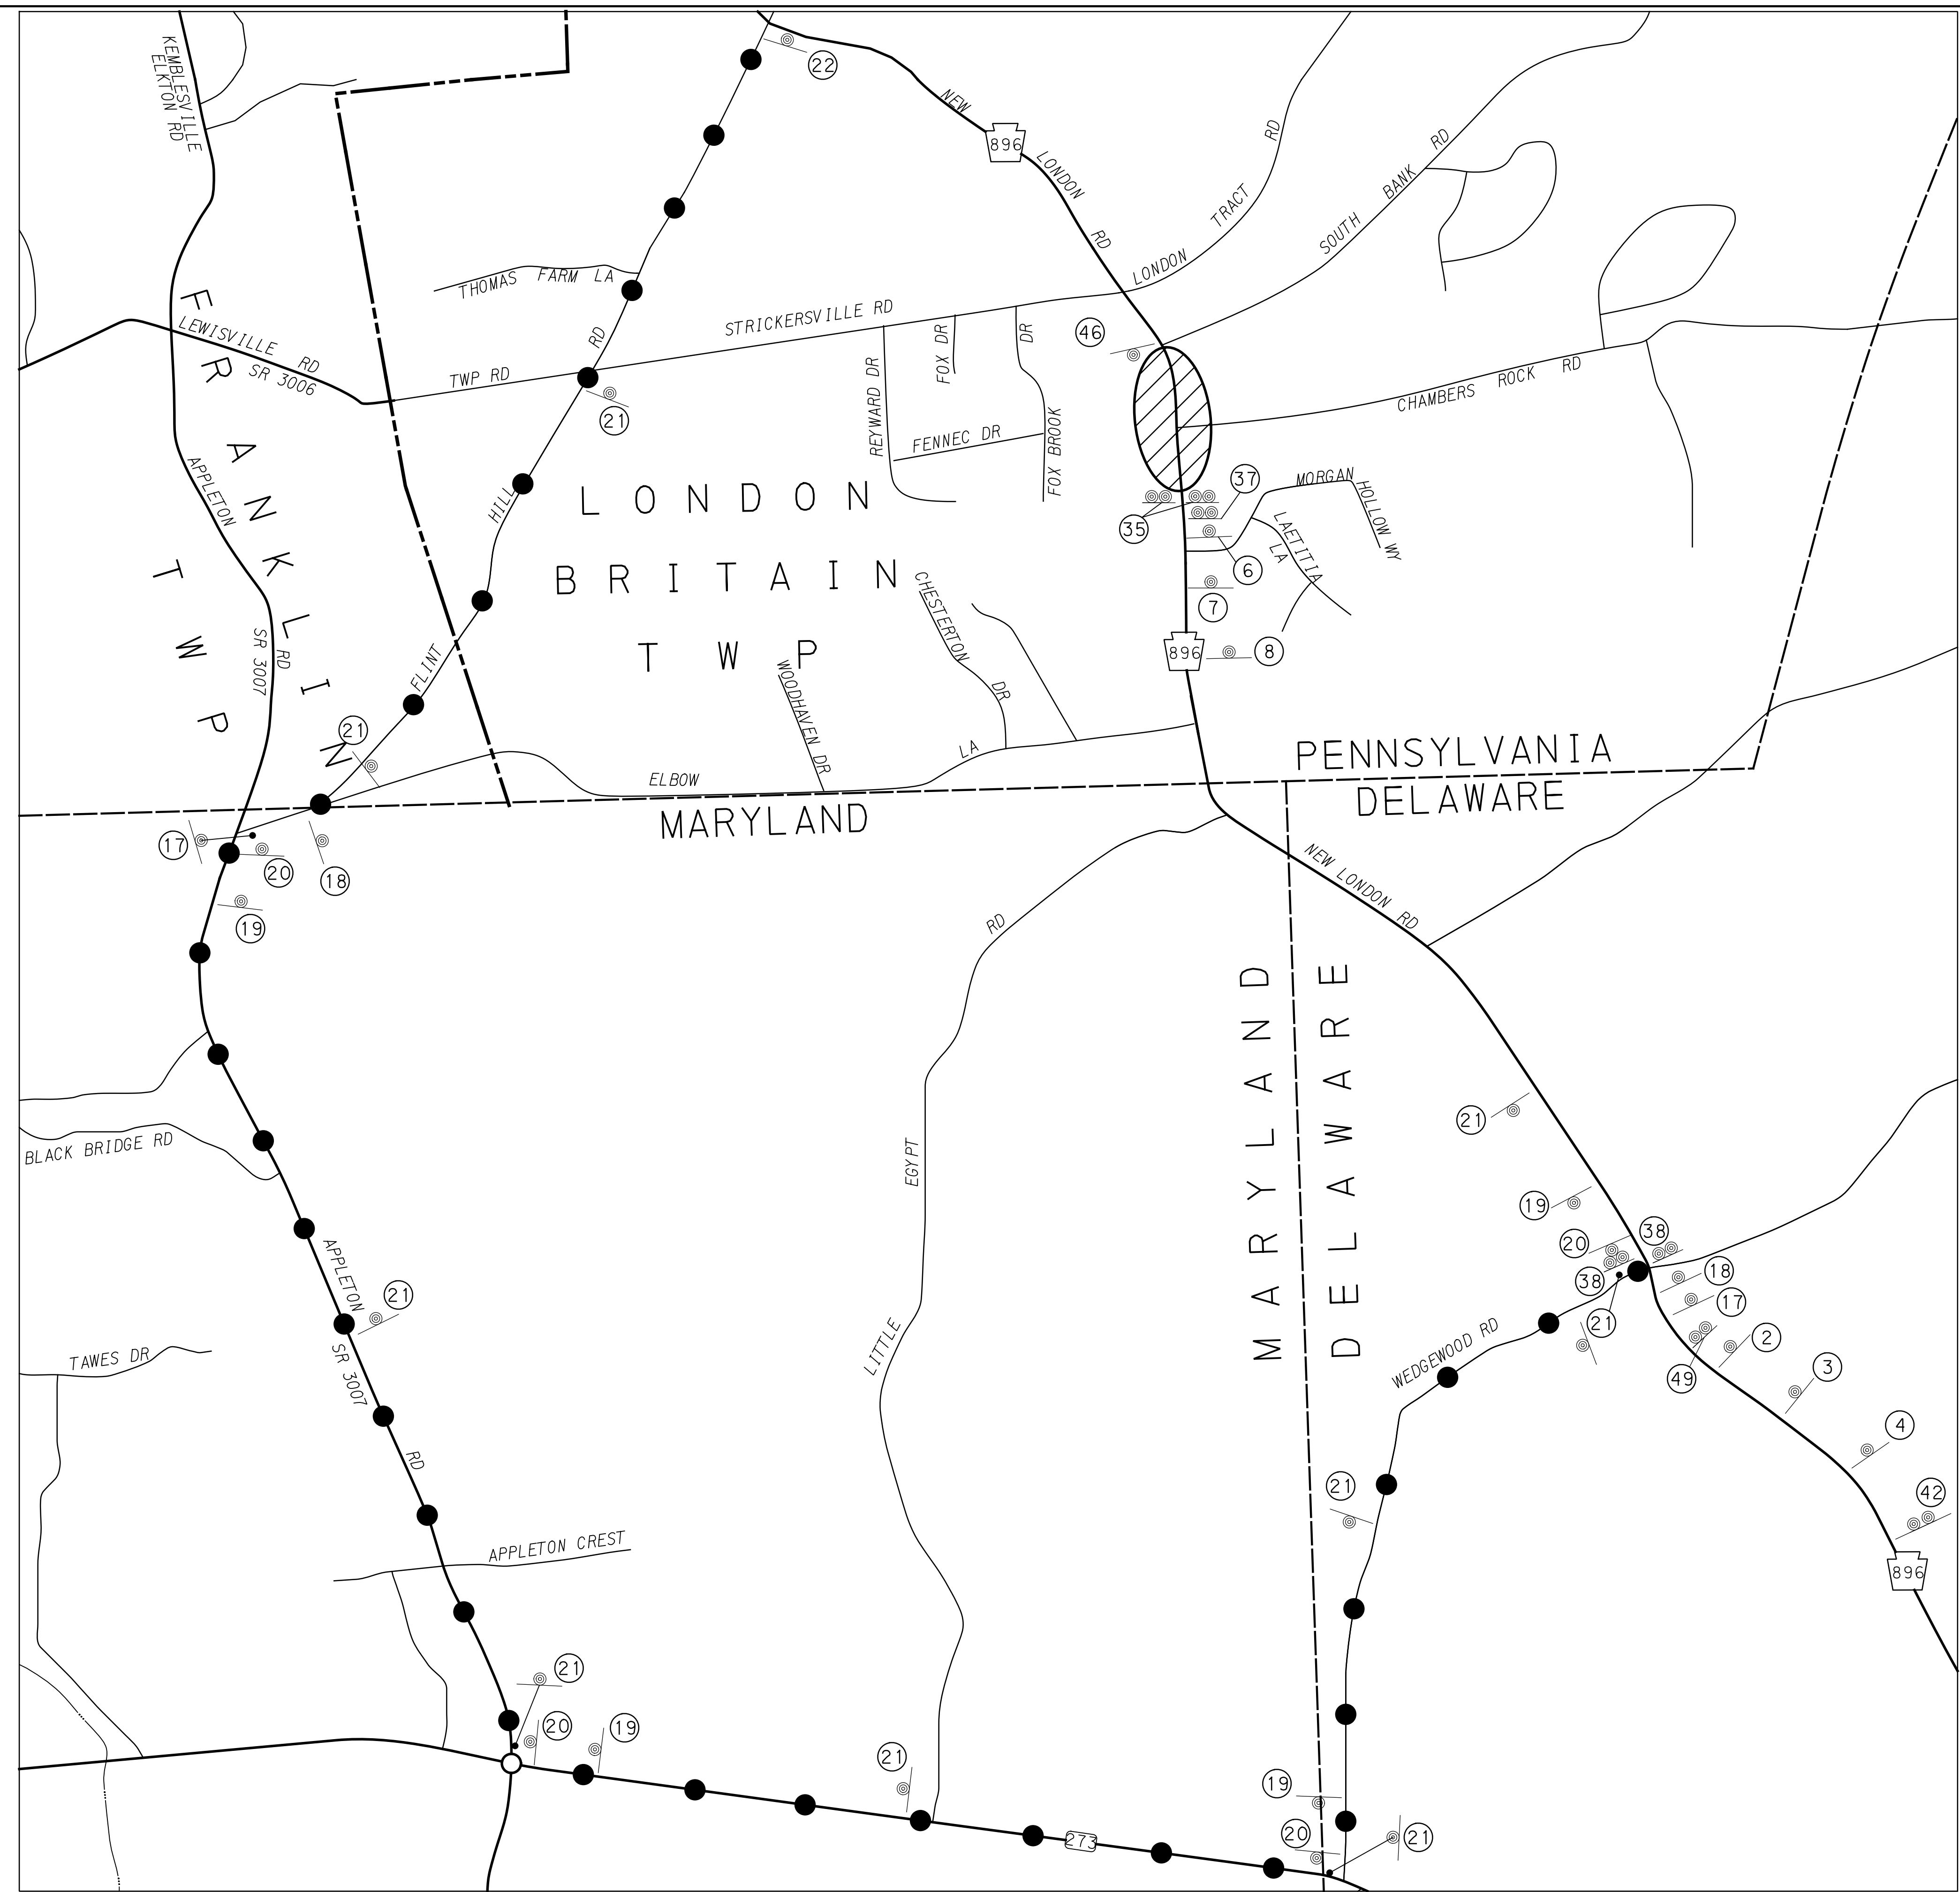 KEMBLESVILLE
ELKTON RD
22
NEW
896
LONDON
RD
LONDON
TRACT
RD
SOUTH
BANK
RD
THOMAS FARM LA
STRICKERSVILLE RD
46
FRANKLIN
TWP
LEWISVILLE RD
SR 3006
TWP RD
RD
21
REYWARD DR
FOX DR
DR
FENNEC DR
FOX BROOK
CHAMBERS ROCK RD
APPLETON
HILL
LONDON
BRITAIN
TWP
37
35
MORGAN
HOLLOW WY
LAETITIA
LA
6
7
896
8
CHESTERTON
DR
WOODHAVEN DR
RD
SR 3007
FLINT
21
ELBOW
LA
PENNSYLVANIA
DELAWARE
MARYLAND
17
20
18
19
NEW LONDON RD
RD
MARYLAND
DELAWARE
21
BLACK BRIDGE RD
EGYPT
19
20
38
38
18
17
21
APPLETON
21
2
49
3
TAWES DR
SR 3007
LITTLE
WEDGEWOOD RD
4
RD
21
42
APPLETON CREST
896
21
20
19
21
19
20
21
273